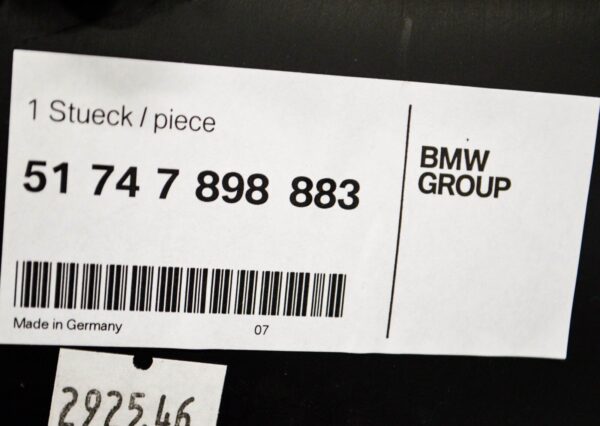 1 Stueck / piece
51 74 7 898 883
BMW
GROUP
Made in Germany 07
2925.46